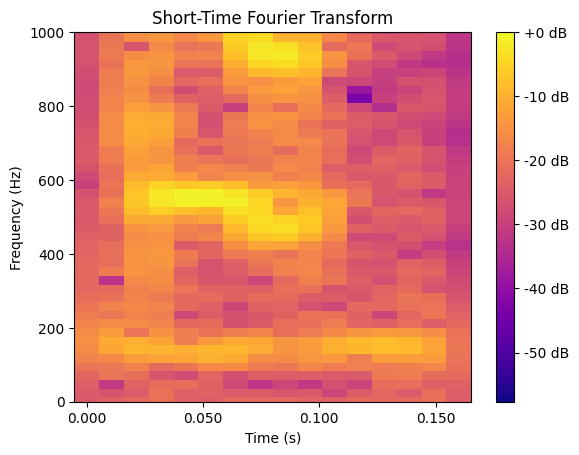 Short-Time Fourier Transform
1000
800
600
400
200
0
Frequency (Hz)
0.000
0.050
0.100
0.150
Time (s)
+0 dB
-10 dB
-20 dB
-30 dB
-40 dB
-50 dB